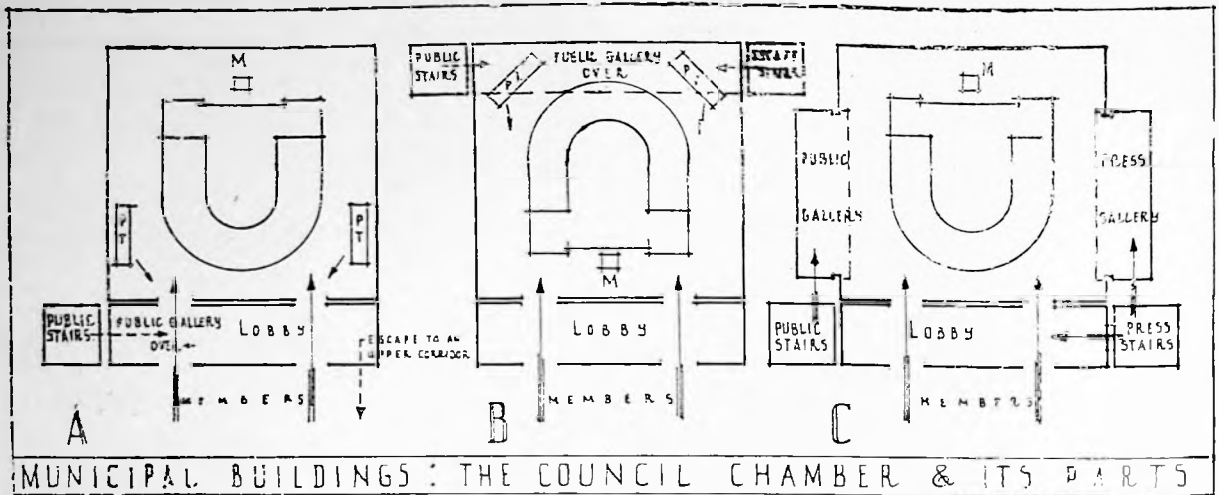 M
PT
PT
PUBLIC
STAIRS
PUBLIC GALLERY
OVER
LOBBY
ESCAPE TO AN
UPPER CORRIDOR
MEMBERS
A
PUBLIC
STAIRS
PUBLIC GALLERY
OVER
ESCAPE
STAIRS
M
LOBBY
MEMBERS
B
M
PUBLIC
GALLERY
PRESS
GALLERY
PUBLIC
STAIRS
LOBBY
PRESS
STAIRS
MEMBERS
C
MUNICIPAL BUILDINGS : THE COUNCIL CHAMBER & ITS PARTS